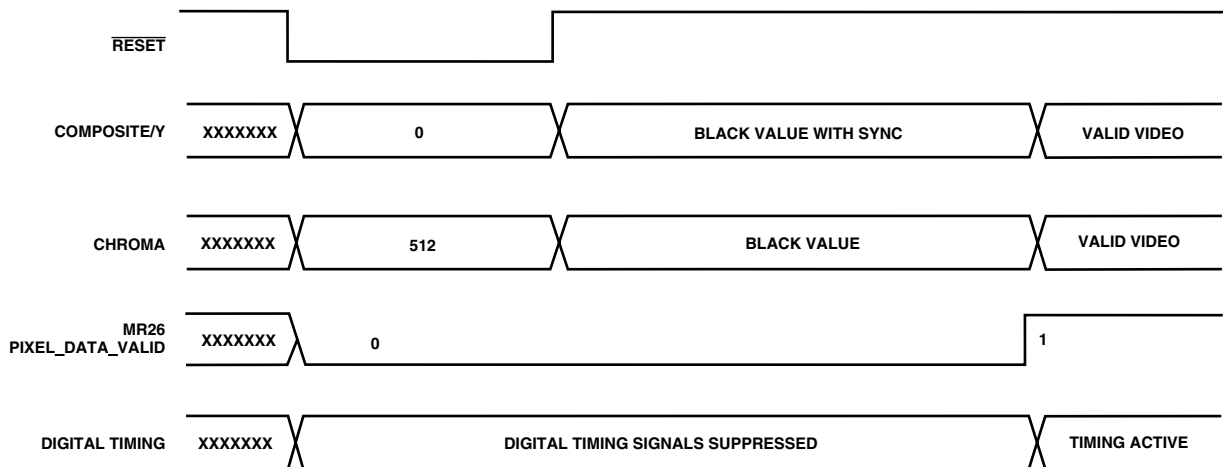 RESET
COMPOSITE/Y XXXXXXX 0 BLACK VALUE WITH SYNC VALID VIDEO
CHROMA XXXXXXX 512 BLACK VALUE VALID VIDEO
MR26
PIXEL_DATA_VALID XXXXXXX 0 1
DIGITAL TIMING XXXXXXX DIGITAL TIMING SIGNALS SUPPRESSED TIMING ACTIVE